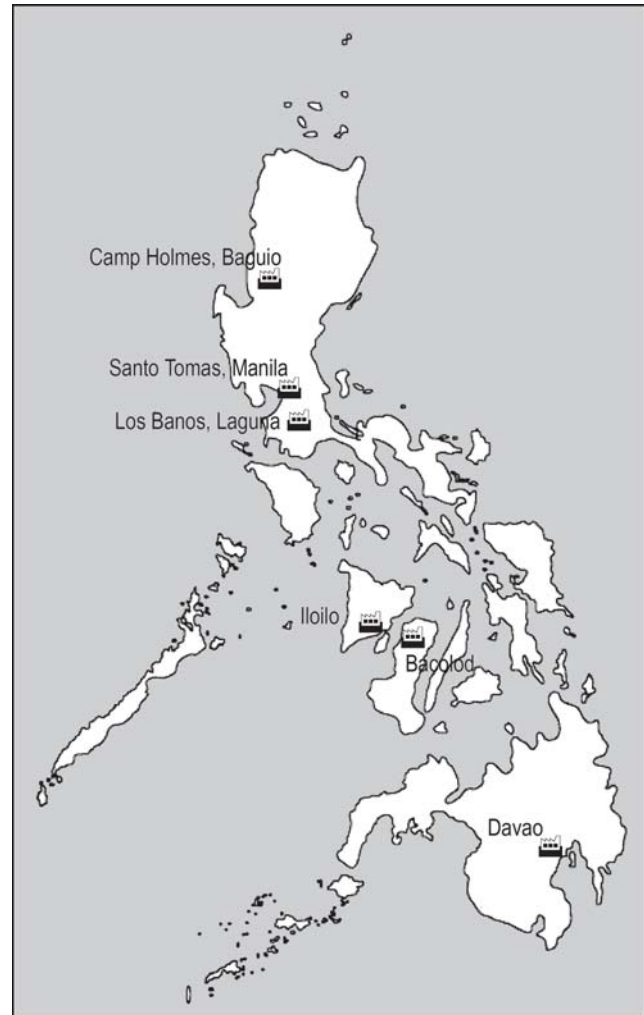 Camp Holmes, Baguio
Santo Tomas, Manila
Los Banos, Laguna
Iloilo
Bacolod
Davao